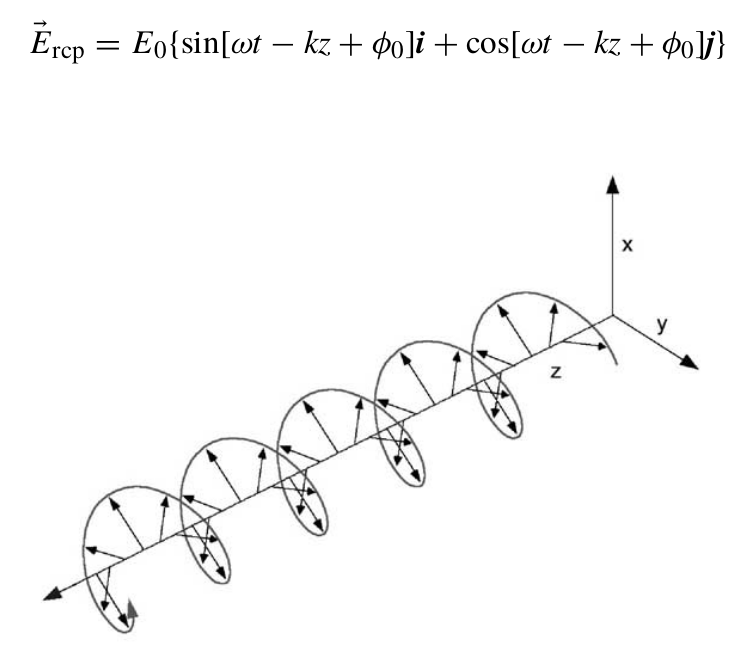 E⃗rcp = E0{sin[ωt − kz + ϕ0]i + cos[ωt − kz + ϕ0]j}
x
y
z